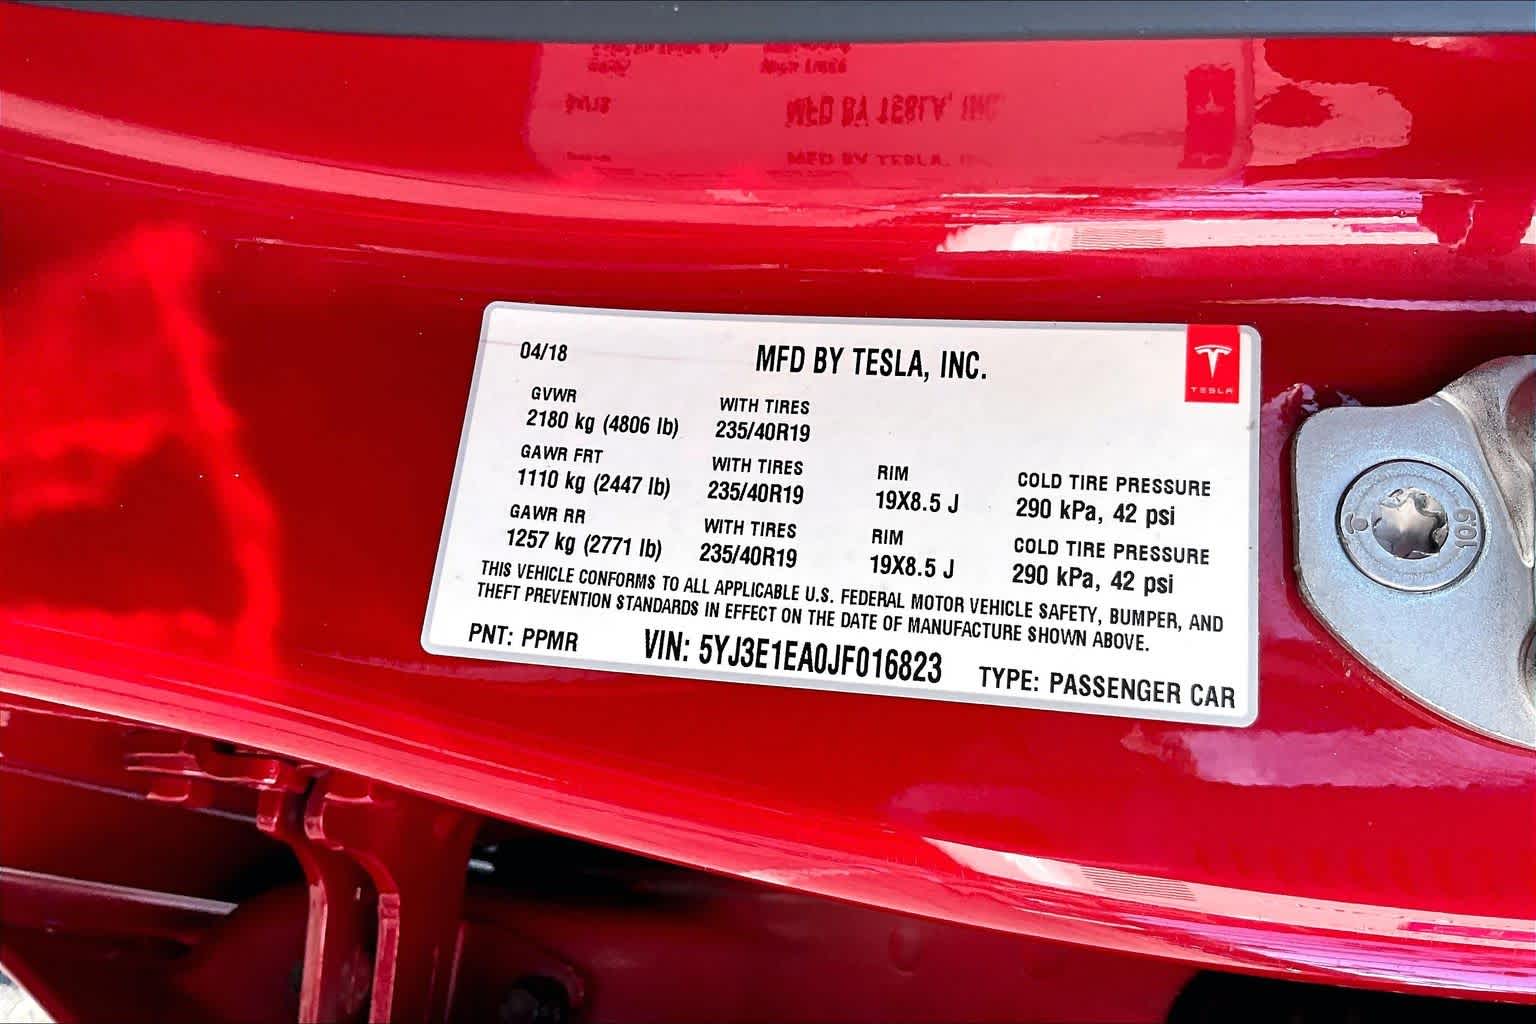 04/18 MFD BY TESLA, INC.
TESLA
GVWR WITH TIRES
2180 kg (4806 lb) 235/40R19
GAWR FRT WITH TIRES RIM COLD TIRE PRESSURE
1110 kg (2447 lb) 235/40R19 19X8.5 J 290 kPa, 42 psi
GAWR RR WITH TIRES RIM COLD TIRE PRESSURE
1257 kg (2771 lb) 235/40R19 19X8.5 J 290 kPa, 42 psi
THIS VEHICLE CONFORMS TO ALL APPLICABLE U.S. FEDERAL MOTOR VEHICLE SAFETY, BUMPER, AND
THEFT PREVENTION STANDARDS IN EFFECT ON THE DATE OF MANUFACTURE SHOWN ABOVE.
PNT: PPMR VIN: 5YJ3E1EA0JF016823 TYPE: PASSENGER CAR
10.9